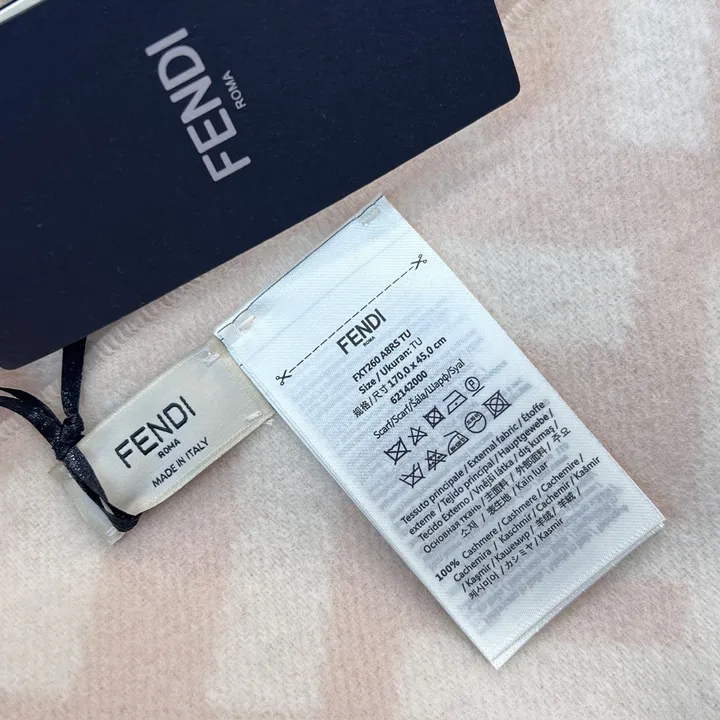 FENDI
ROMA
FENDI
ROMA
MADE IN ITALY
FENDI
ROMA
FXT260 A8R5 TU
Size / Ukuran: TU
规格/尺寸 170,0 x 45,0 cm
62142000
Scarf/Scarf/Šála/Шарф/Syal
Tessuto principale / External fabric / Étoffe
externe / Tejido principal / Hauptgewebe /
Tecido Externo / Vnější látka / dış kumaş /
Основная ткань / 主面料 / 外部面料 / 주요
소재 / 表生地 / Kain luar
100% Cashmere / Cashmere / Cachemire /
Cachemira / Kaschmir / Cachemir / Kašmír
/ Kaşmir / Кашемир / 羊绒 / 羊絨 /
캐시미어 / カシミヤ / Kasmir